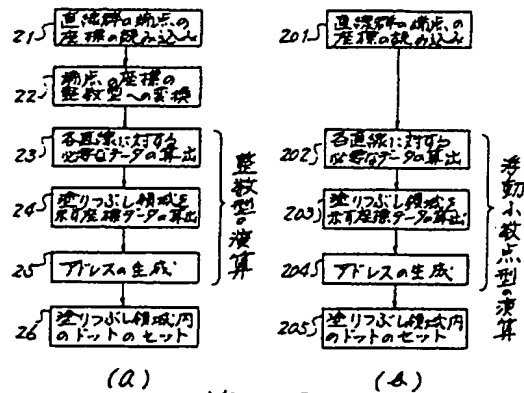 21
直線群の端点の
座標の読み込み
22
端点の座標の
整数型への変換
23
各直線に対する
必要なデータの算出
24
塗りつぶし領域を
示す座標データの算出
25
アドレスの生成
26
塗りつぶし領域内
のドットのセット
整数型の演算
(a)
201
直線群の端点の
座標の読み込み
202
各直線に対する
必要なデータの算出
203
塗りつぶし領域を
示す座標データの算出
204
アドレスの生成
205
塗りつぶし領域内
のドットのセット
浮動小数点型の演算
(b)